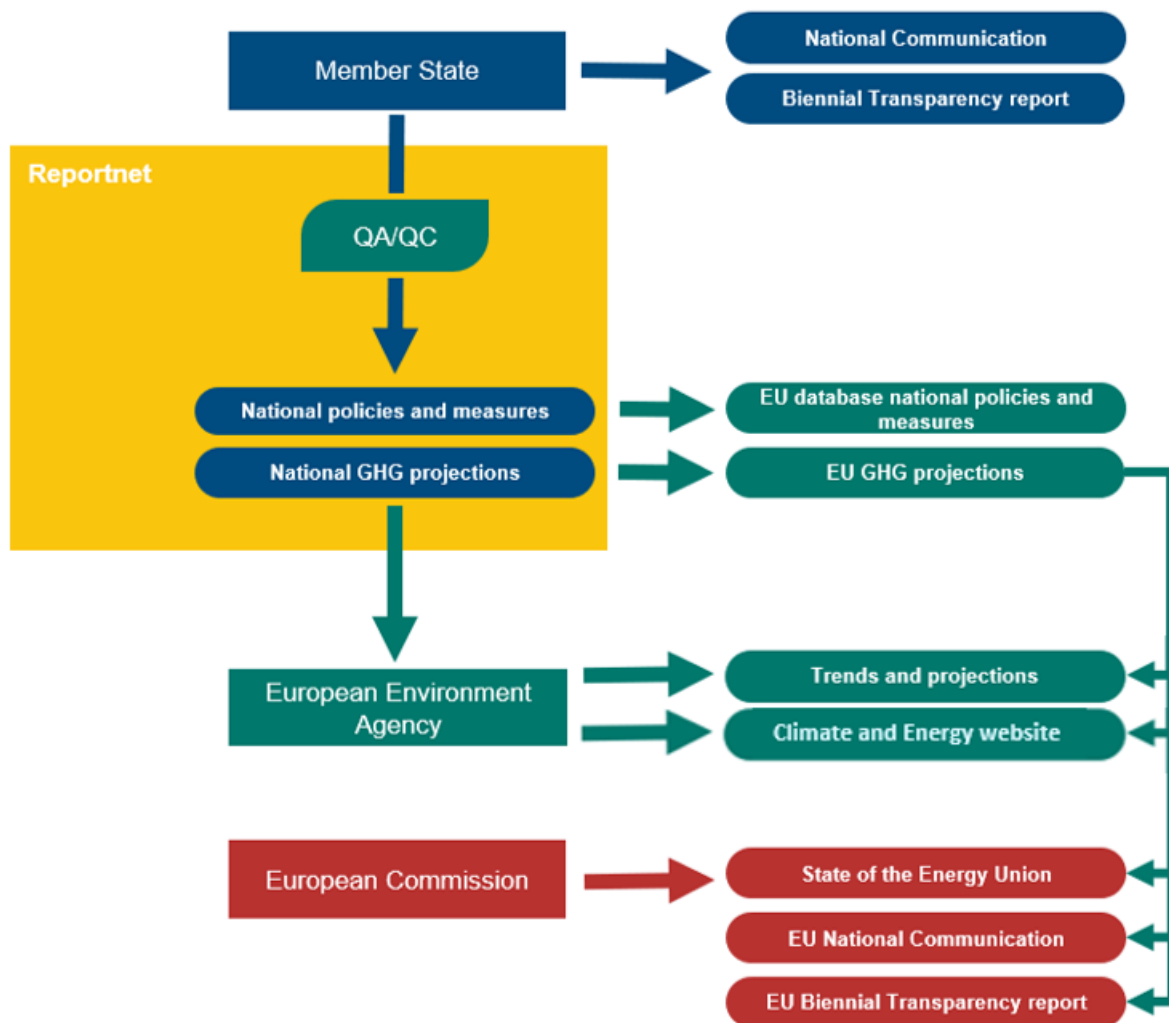 Member State
National Communication
Biennial Transparency report
Reportnet
QA/QC
National policies and measures
EU database national policies and
measures
National GHG projections
EU GHG projections
European Environment
Agency
Trends and projections
Climate and Energy website
European Commission
State of the Energy Union
EU National Communication
EU Biennial Transparency report